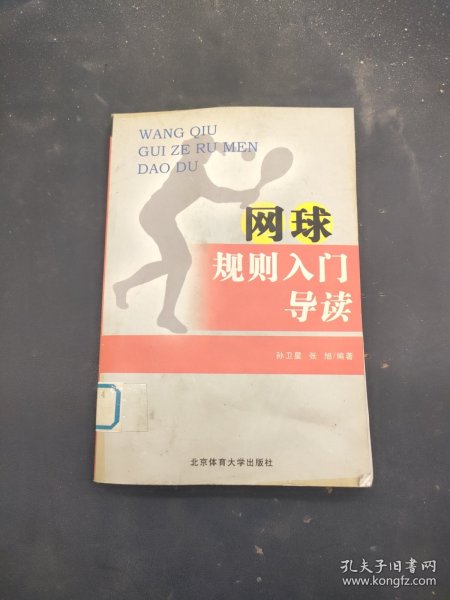 WANG QIU
GUI ZE RU MEN
DAO DU
网球
规则入门
导读
孙卫星 张 旭/编著
4
北京体育大学出版社
孔夫子旧书网
www.kongfz.com